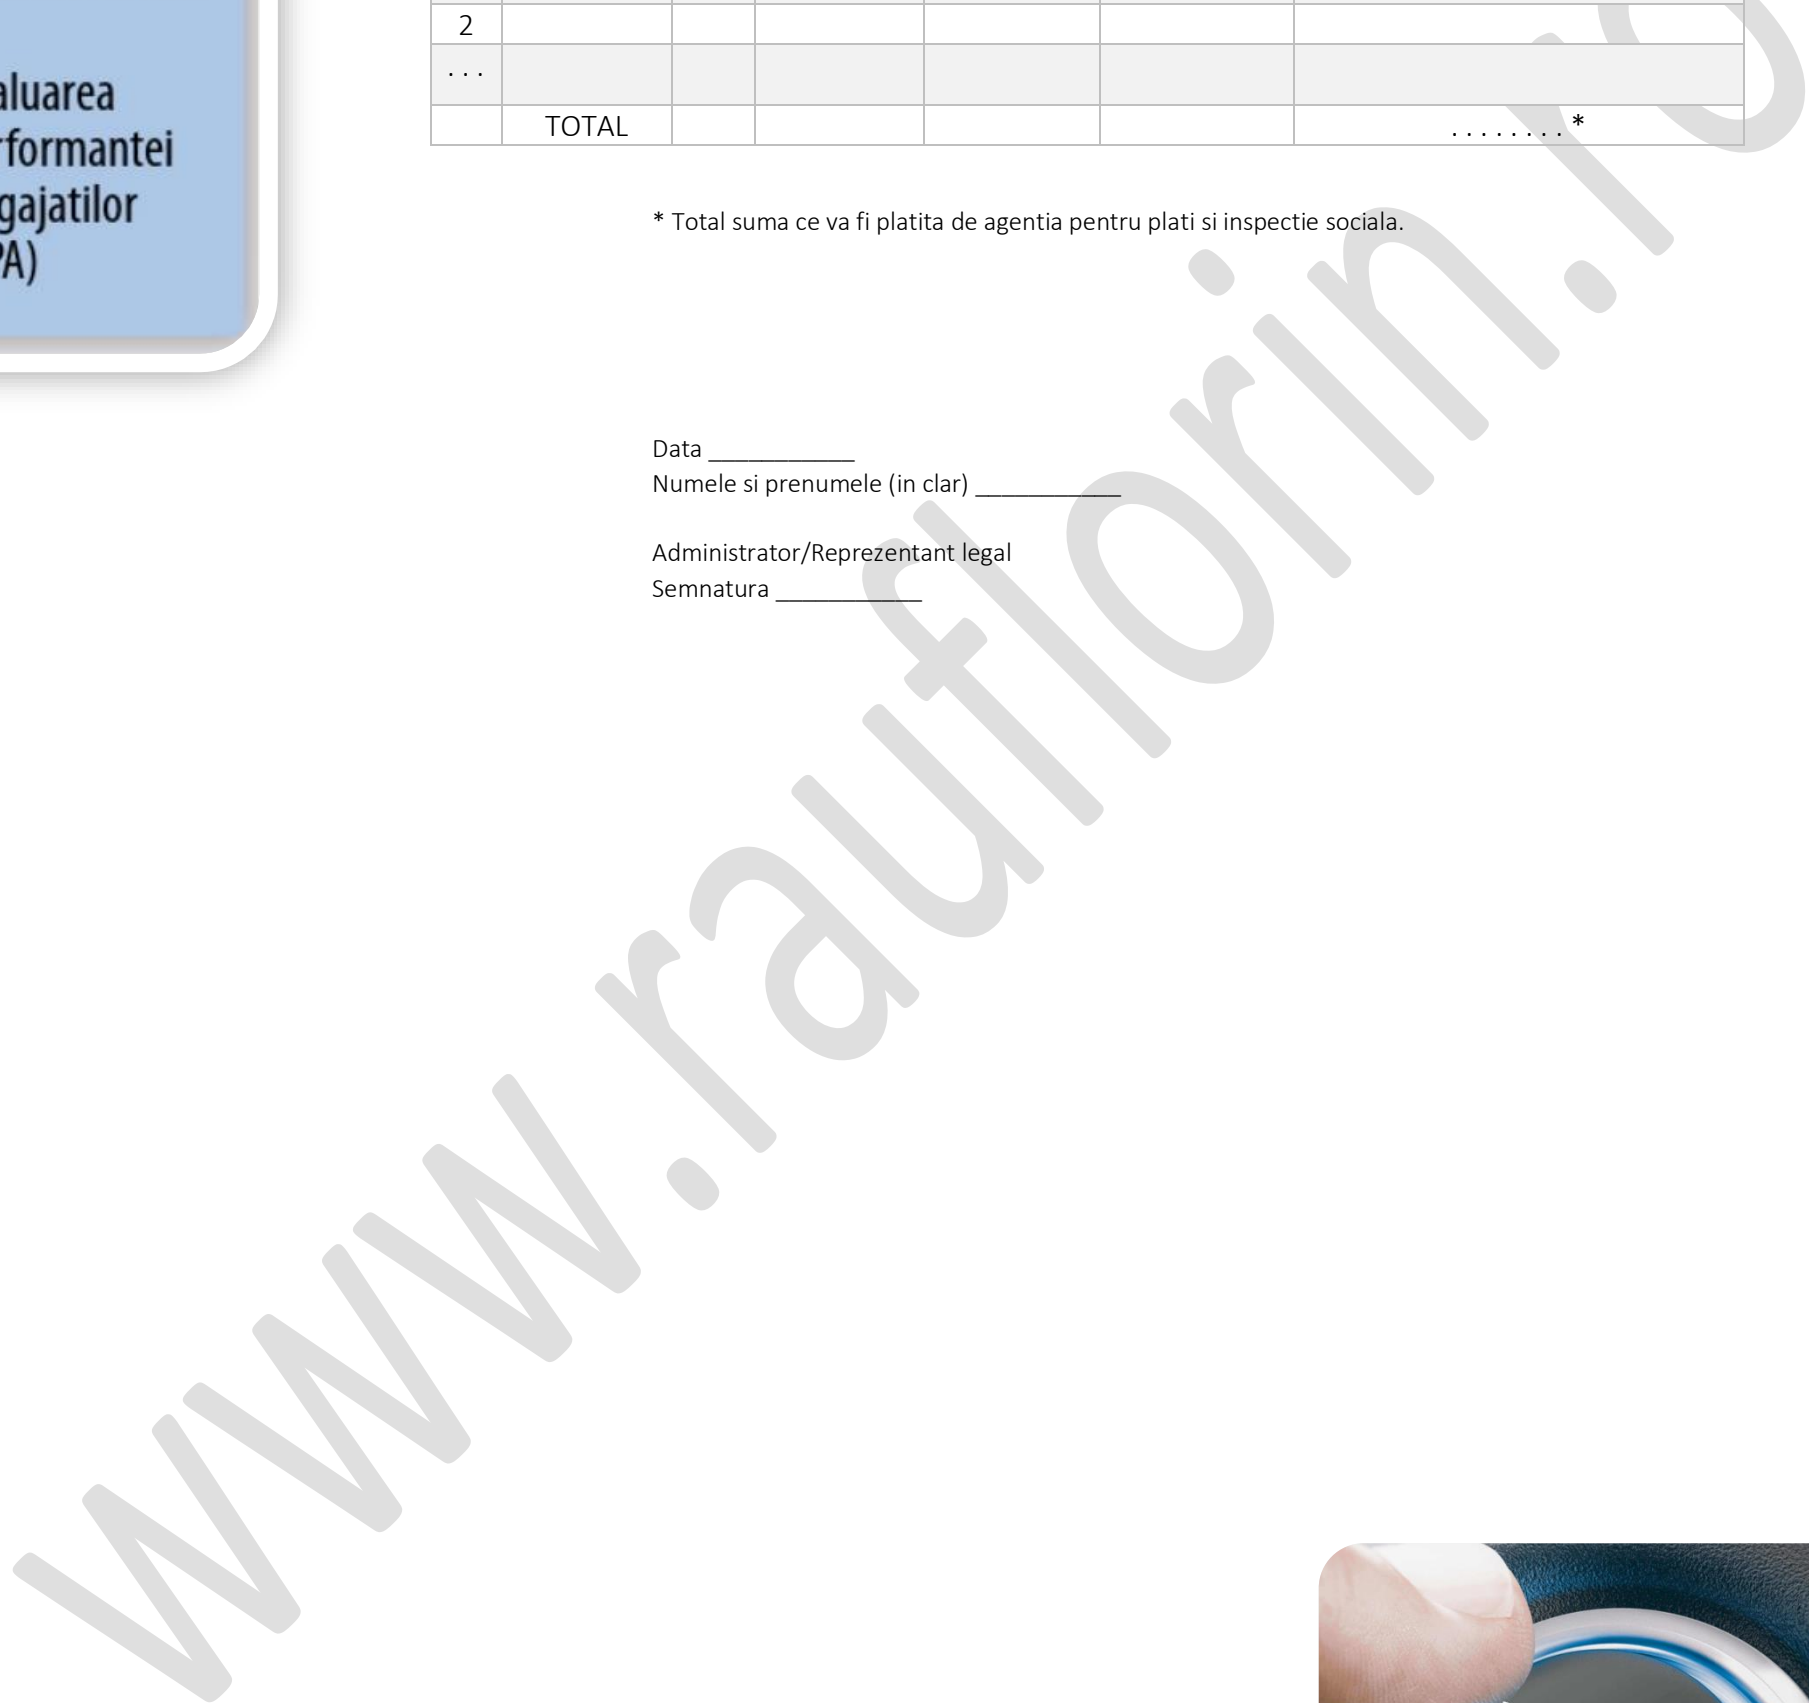 2
. . .
TOTAL . . . . . . . . *
* Total suma ce va fi platita de agentia pentru plati si inspectie sociala.
Data ___________
Numele si prenumele (in clar) ___________
Administrator/Reprezentant legal
Semnatura ___________
aluarea
rformantei
gajatilor
PA)
www.rauflorin.ro